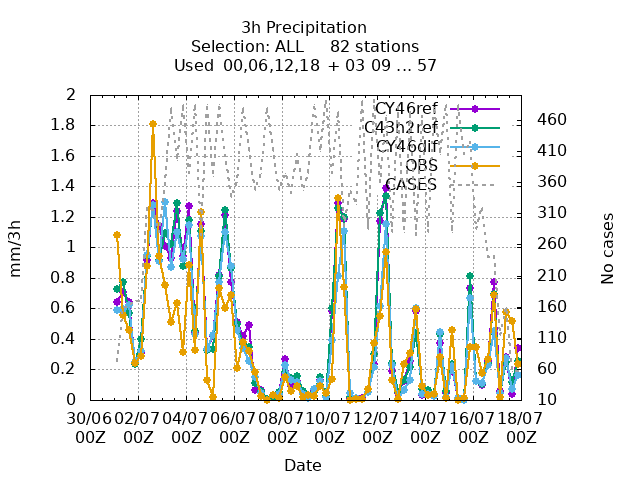 3h Precipitation
Selection: ALL 82 stations
Used 00,06,12,18 + 03 09 ... 57
CY46ref
C43h2ref
CY46dif
OBS
CASES
2
1.8
1.6
1.4
1.2
1
0.8
0.6
0.4
0.2
0
mm/3h
460
410
360
310
260
210
160
110
60
10
No cases
30/06 02/07 04/07 06/07 08/07 10/07 12/07 14/07 16/07 18/07
00Z 00Z 00Z 00Z 00Z 00Z 00Z 00Z 00Z 00Z
Date